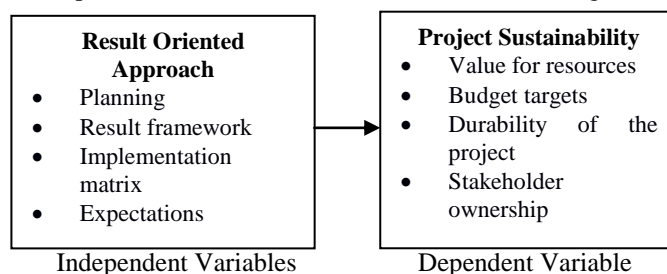 Result Oriented
Approach
• Planning
• Result framework
• Implementation
matrix
• Expectations
Independent Variables
Project Sustainability
• Value for resources
• Budget targets
• Durability of the
project
• Stakeholder
ownership
Dependent Variable